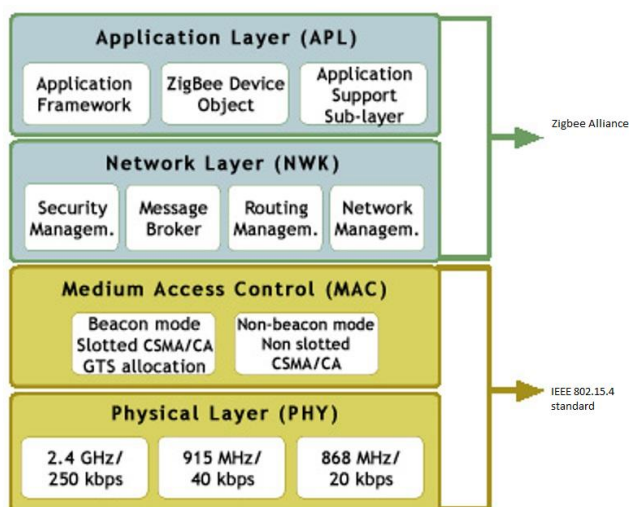 Application Layer (APL)
Application
Framework
ZigBee Device
Object
Application
Support
Sub-layer
Zigbee Alliance
Network Layer (NWK)
Security
Managem.
Message
Broker
Routing
Managem.
Network
Managem.
Medium Access Control (MAC)
Beacon mode
Slotted CSMA/CA
GTS allocation
Non-beacon mode
Non slotted
CSMA/CA
IEEE 802.15.4
standard
Physical Layer (PHY)
2.4 GHz/
250 kbps
915 MHz/
40 kbps
868 MHz/
20 kbps